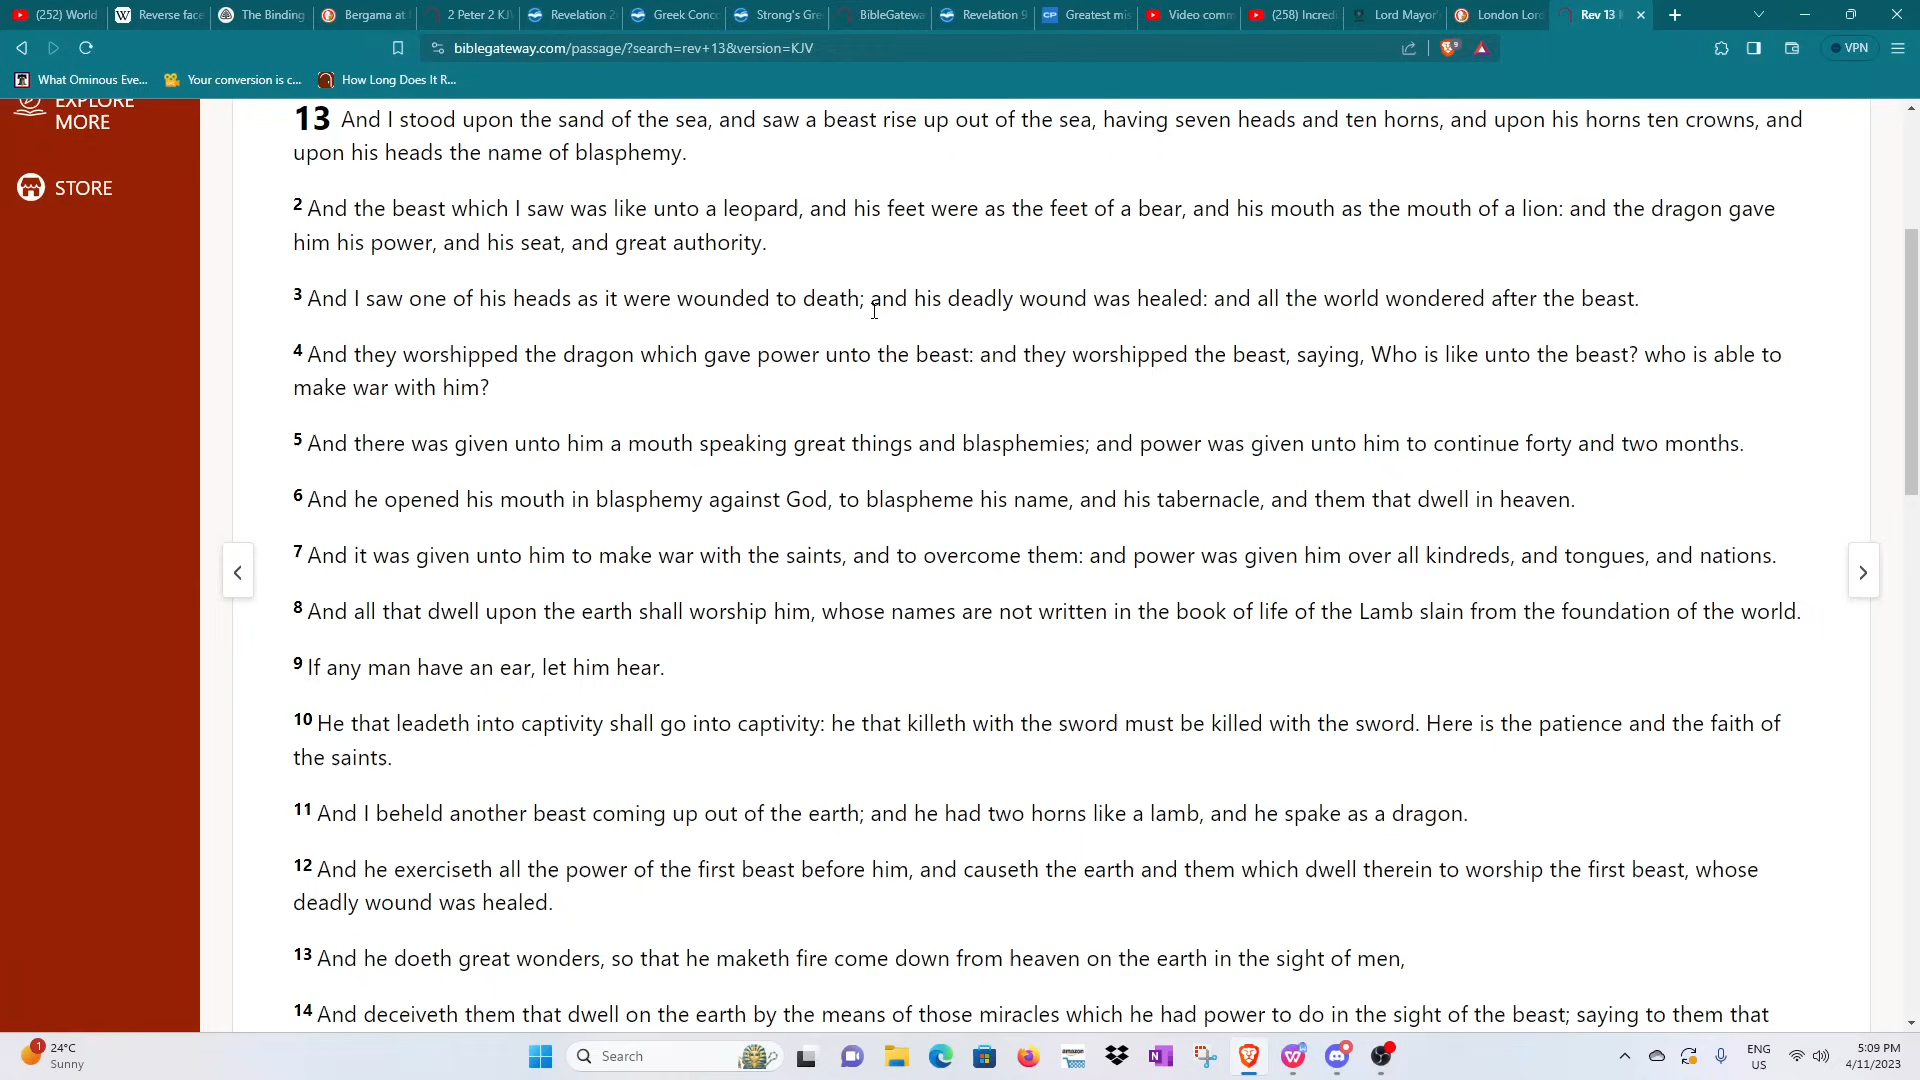 (252) World
Reverse face
The Binding
Bergama at
2 Peter 2 KJ
Revelation 2
Greek Conc
Strong's Gre
BibleGatewa
Revelation 9
Greatest mis
Video comm
(258) Incredi
Lord Mayor'
London Lord
Rev 13
biblegateway.com/passage/?search=rev+13&version=KJV
VPN
What Ominous Eve...
Your conversion is c...
How Long Does It R...
EXPLORE
MORE
STORE
13 And I stood upon the sand of the sea, and saw a beast rise up out of the sea, having seven heads and ten horns, and upon his horns ten crowns, and
upon his heads the name of blasphemy.
2 And the beast which I saw was like unto a leopard, and his feet were as the feet of a bear, and his mouth as the mouth of a lion: and the dragon gave
him his power, and his seat, and great authority.
3 And I saw one of his heads as it were wounded to death; and his deadly wound was healed: and all the world wondered after the beast.
4 And they worshipped the dragon which gave power unto the beast: and they worshipped the beast, saying, Who is like unto the beast? who is able to
make war with him?
5 And there was given unto him a mouth speaking great things and blasphemies; and power was given unto him to continue forty and two months.
6 And he opened his mouth in blasphemy against God, to blaspheme his name, and his tabernacle, and them that dwell in heaven.
7 And it was given unto him to make war with the saints, and to overcome them: and power was given him over all kindreds, and tongues, and nations.
8 And all that dwell upon the earth shall worship him, whose names are not written in the book of life of the Lamb slain from the foundation of the world.
9 If any man have an ear, let him hear.
10 He that leadeth into captivity shall go into captivity: he that killeth with the sword must be killed with the sword. Here is the patience and the faith of
the saints.
11 And I beheld another beast coming up out of the earth; and he had two horns like a lamb, and he spake as a dragon.
12 And he exerciseth all the power of the first beast before him, and causeth the earth and them which dwell therein to worship the first beast, whose
deadly wound was healed.
13 And he doeth great wonders, so that he maketh fire come down from heaven on the earth in the sight of men,
14 And deceiveth them that dwell on the earth by the means of those miracles which he had power to do in the sight of the beast; saying to them that
1
24°C
Sunny
Search
amazon
ENG
US
5:09 PM
4/11/2023